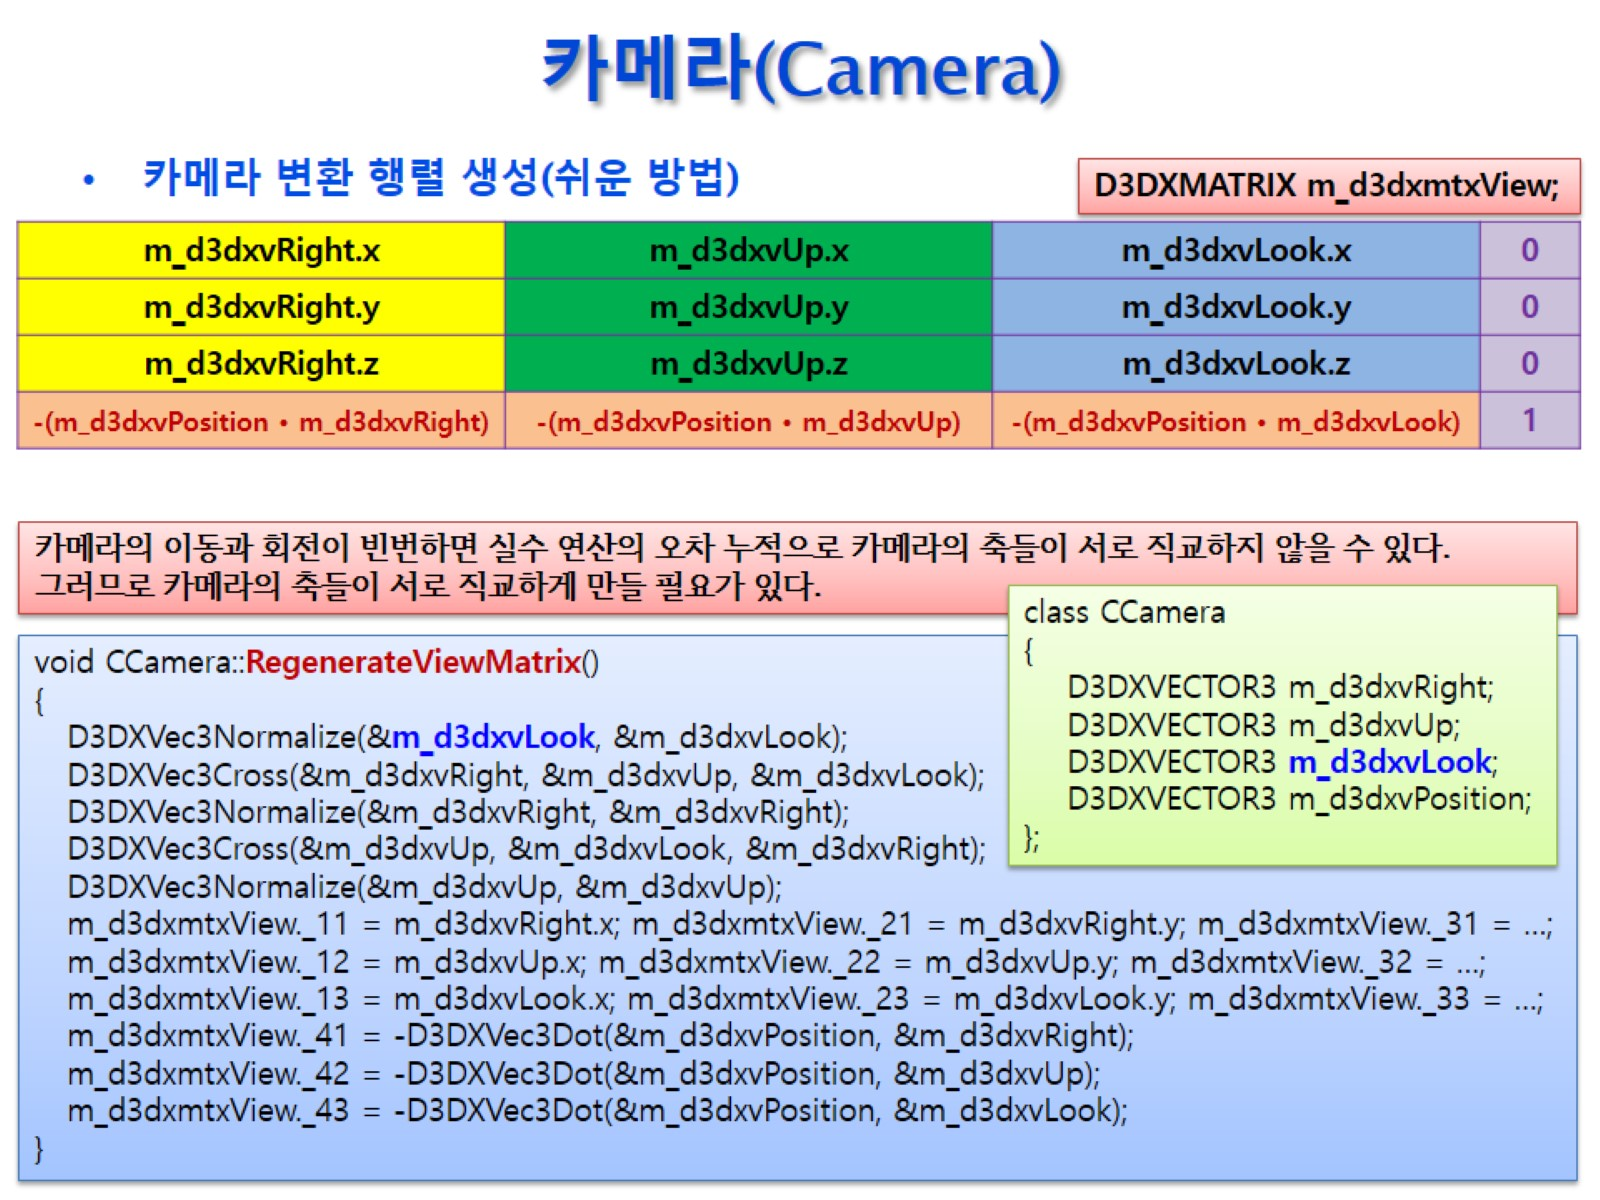 카메라(Camera)
• 카메라 변환 행렬 생성(쉬운 방법)
D3DXMATRIX m_d3dxmtxView;
m_d3dxvRight.x m_d3dxvUp.x m_d3dxvLook.x 0
m_d3dxvRight.y m_d3dxvUp.y m_d3dxvLook.y 0
m_d3dxvRight.z m_d3dxvUp.z m_d3dxvLook.z 0
-(m_d3dxvPosition • m_d3dxvRight) -(m_d3dxvPosition • m_d3dxvUp) -(m_d3dxvPosition • m_d3dxvLook) 1
카메라의 이동과 회전이 빈번하면 실수 연산의 오차 누적으로 카메라의 축들이 서로 직교하지 않을 수 있다.
그러므로 카메라의 축들이 서로 직교하게 만들 필요가 있다.
class CCamera
{
D3DXVECTOR3 m_d3dxvRight;
D3DXVECTOR3 m_d3dxvUp;
D3DXVECTOR3 m_d3dxvLook;
D3DXVECTOR3 m_d3dxvPosition;
};
void CCamera::RegenerateViewMatrix()
{
D3DXVec3Normalize(&m_d3dxvLook, &m_d3dxvLook);
D3DXVec3Cross(&m_d3dxvRight, &m_d3dxvUp, &m_d3dxvLook);
D3DXVec3Normalize(&m_d3dxvRight, &m_d3dxvRight);
D3DXVec3Cross(&m_d3dxvUp, &m_d3dxvLook, &m_d3dxvRight);
D3DXVec3Normalize(&m_d3dxvUp, &m_d3dxvUp);
m_d3dxmtxView._11 = m_d3dxvRight.x; m_d3dxmtxView._21 = m_d3dxvRight.y; m_d3dxmtxView._31 = ...;
m_d3dxmtxView._12 = m_d3dxvUp.x; m_d3dxmtxView._22 = m_d3dxvUp.y; m_d3dxmtxView._32 = ...;
m_d3dxmtxView._13 = m_d3dxvLook.x; m_d3dxmtxView._23 = m_d3dxvLook.y; m_d3dxmtxView._33 = ...;
m_d3dxmtxView._41 = -D3DXVec3Dot(&m_d3dxvPosition, &m_d3dxvRight);
m_d3dxmtxView._42 = -D3DXVec3Dot(&m_d3dxvPosition, &m_d3dxvUp);
m_d3dxmtxView._43 = -D3DXVec3Dot(&m_d3dxvPosition, &m_d3dxvLook);
}